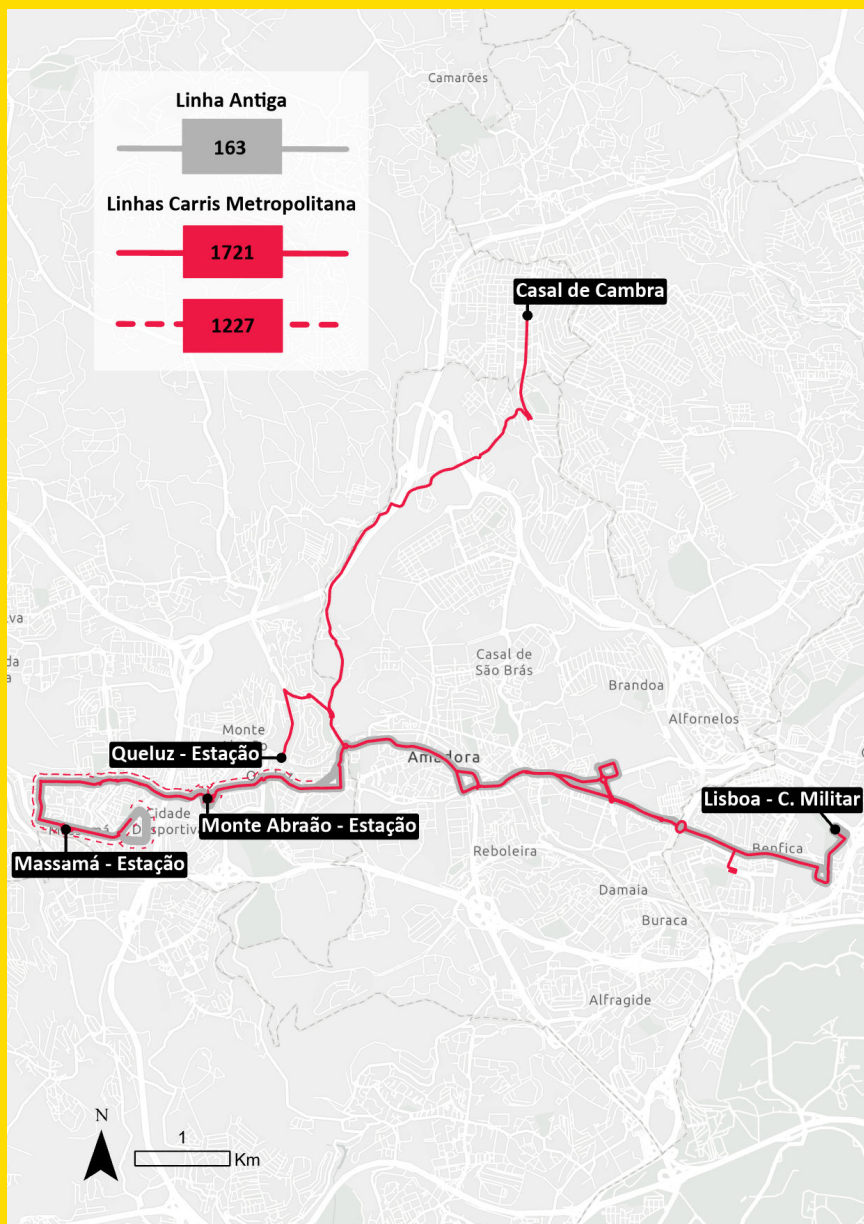 Camarões
Linha Antiga
163
Linhas Carris Metropolitana
1721
1227
Casal de Cambra
Casal de
São Brás
Brandoa
Alfornelos
Monte
Queluz - Estação
Amadora
Lisboa - C. Militar
Monte Abraão - Estação
Massamá - Estação
Reboleira
Benfica
Damaia
Buraca
Alfragide
N
1
Km